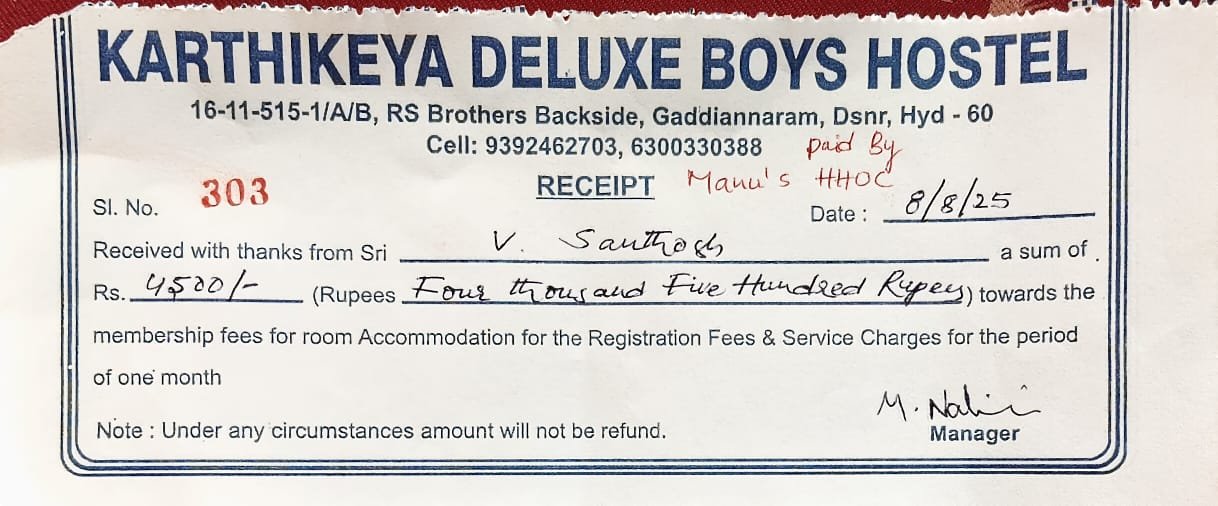 KARTHIKEYA DELUXE BOYS HOSTEL
16-11-515-1/A/B, RS Brothers Backside, Gaddiannaram, Dsnr, Hyd - 60
Cell: 9392462703, 6300330388 Paid By
RECEIPT Manu's HHOC
Sl. No. 303 Date : 8/8/25
Received with thanks from Sri V. Santhosh a sum of
Rs. 4500/- (Rupees Four thousand Five Hundred Rupees) towards the
membership fees for room Accommodation for the Registration Fees & Service Charges for the period
of one month
M. Nalini
Note : Under any circumstances amount will not be refund. Manager